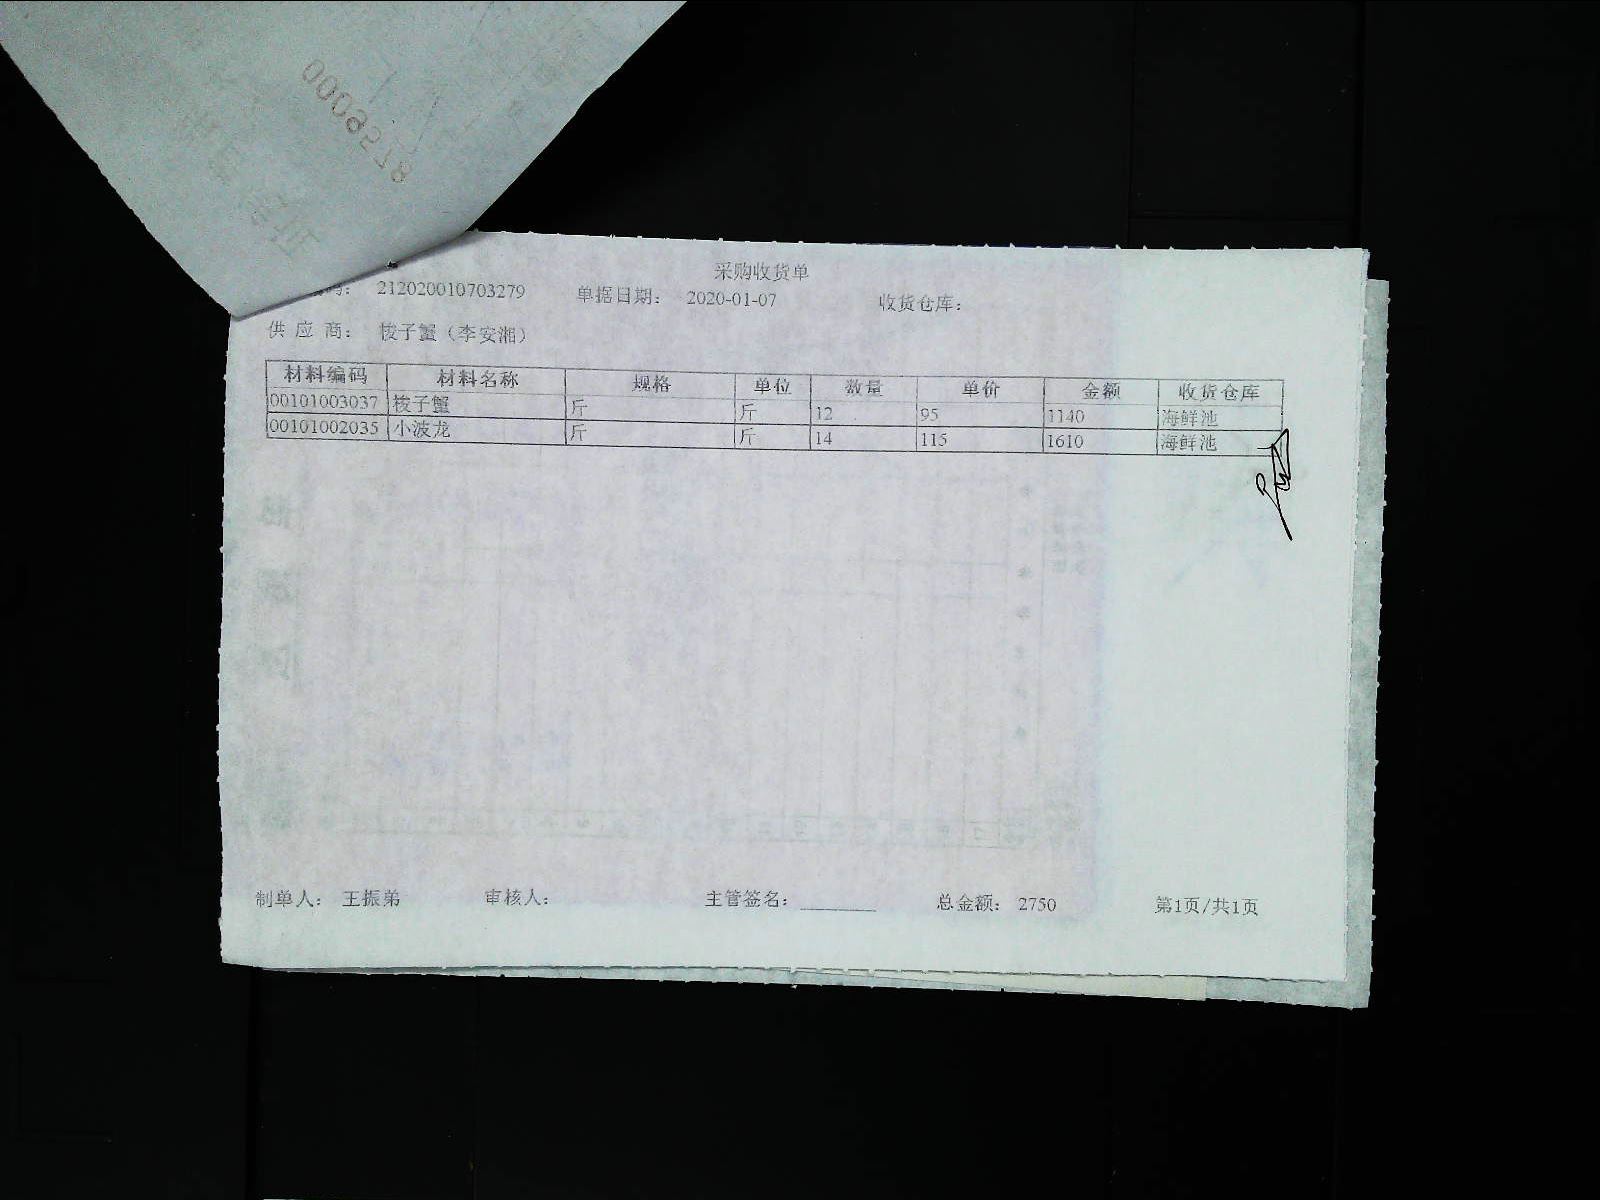 00069578
采购收货单
码： 212020010703279 单据日期： 2020-01-07 收货仓库：
供 应 商： 梭子蟹（李安湘）
材料编码 材料名称 规格 单位 数量 单价 金额 收货仓库
00101003037 梭子蟹 斤 斤 12 95 1140 海鲜池
00101002035 小波龙 斤 斤 14 115 1610 海鲜池
制单人： 王振弟 审核人： 主管签名： 总金额： 2750 第1页/共1页